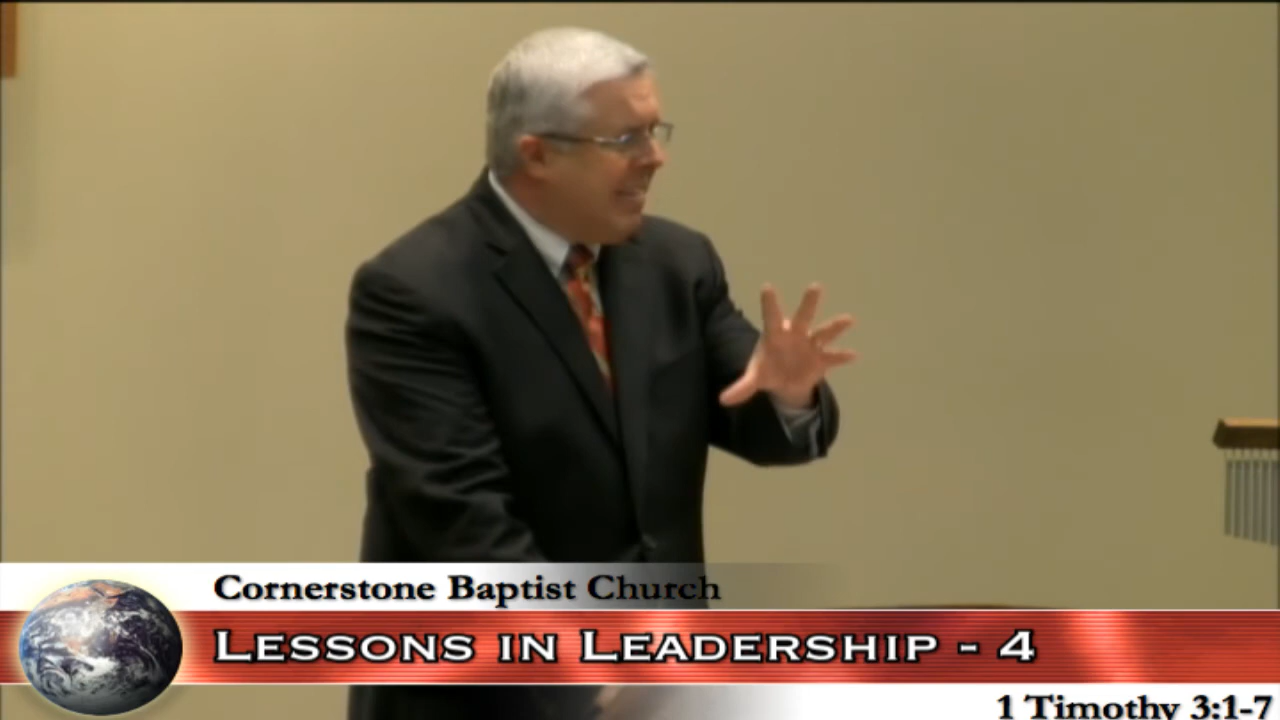 Cornerstone Baptist Church
Lessons in Leadership - 4
1 Timothy 3:1-7